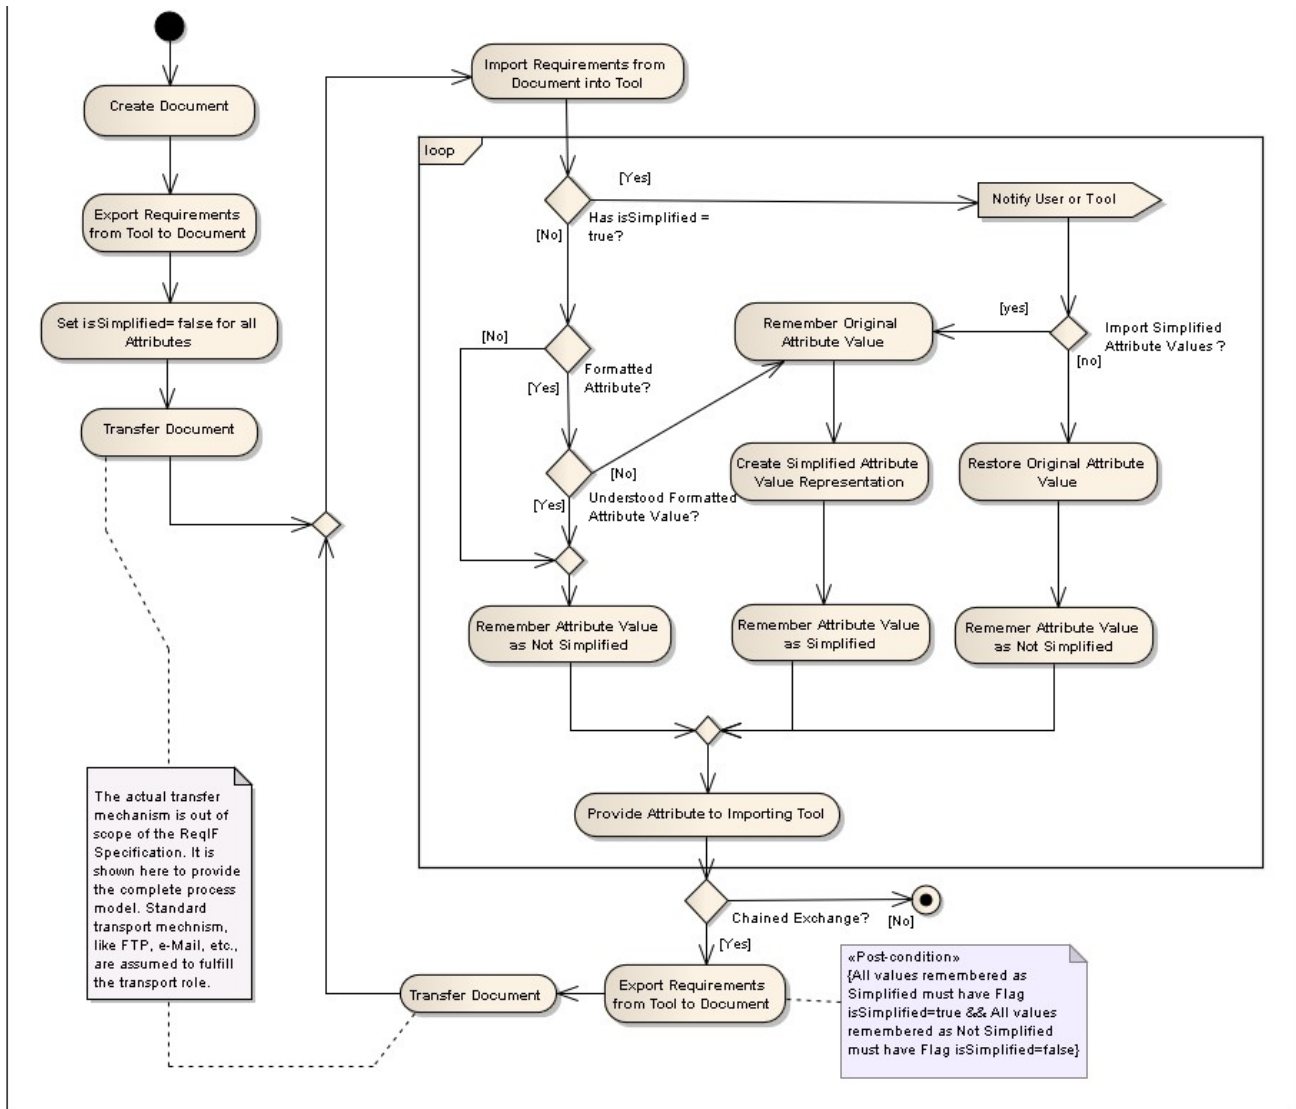 Create Document
Export Requirements
from Tool to Document
Set isSimplified= false for all
Attributes
Transfer Document
Import Requirements from
Document into Tool
loop
[Yes]
Has isSimplified =
true?
[No]
Notify User or Tool
[No]
Formatted
Attribute?
[Yes]
Remember Original
Attribute Value
[yes]
Import Simplified
Attribute Values ?
[no]
[No]
Understood Formatted
Attribute Value?
[Yes]
Create Simplified Attribute
Value Representation
Restore Original Attribute
Value
Remember Attribute Value
as Not Simplified
Remember Attribute Value
as Simplified
Rememer Attribute Value
as Not Simplified
Provide Attribute to Importing Tool
Chained Exchange?
[No]
[Yes]
Export Requirements
from Tool to Document
Transfer Document
The actual transfer
mechanism is out of
scope of the ReqIF
Specification. It is
shown here to provide
the complete process
model. Standard
transport mechnism,
like FTP, e-Mail, etc.,
are assumed to fulfill
the transport role.
«Post-condition»
{All values remembered as
Simplified must have Flag
isSimplified=true && All values
remembered as Not Simplified
must have Flag isSimplified=false}